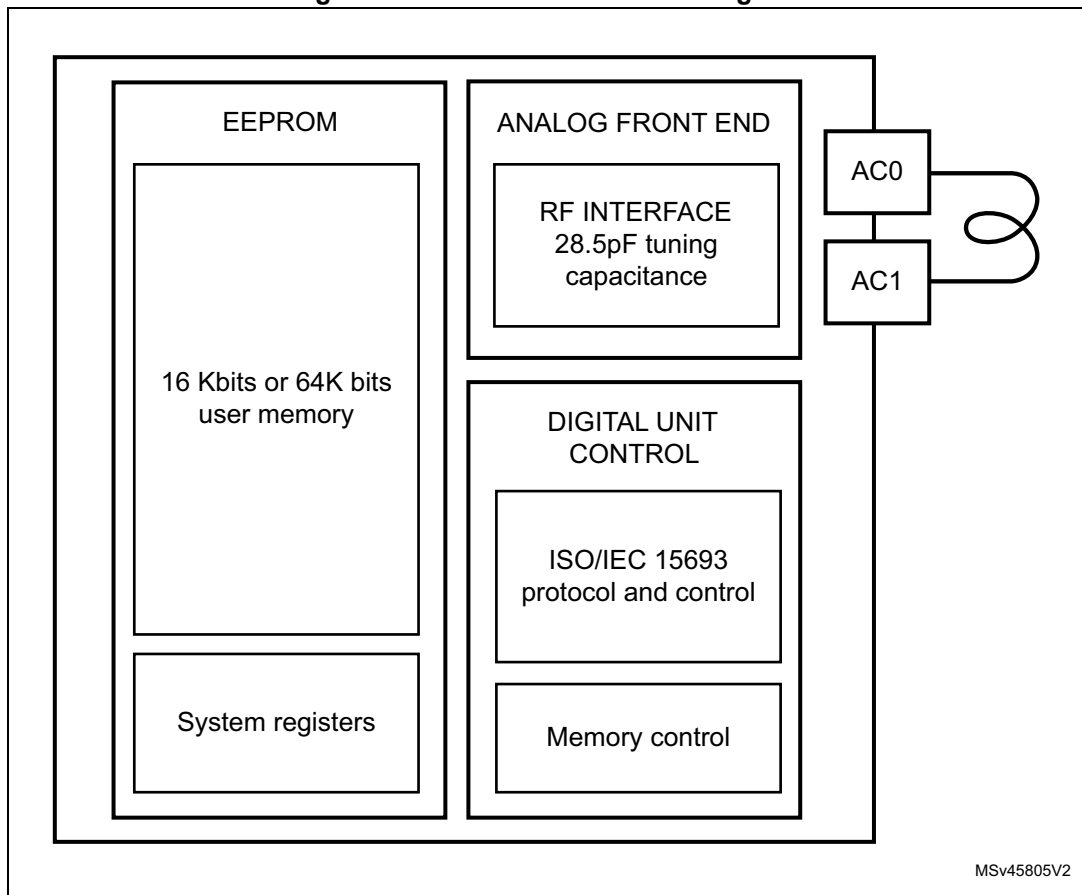 EEPROM
16 Kbits or 64K bits
user memory
System registers
ANALOG FRONT END
RF INTERFACE
28.5pF tuning
capacitance
DIGITAL UNIT
CONTROL
ISO/IEC 15693
protocol and control
Memory control
AC0
AC1
MSv45805V2